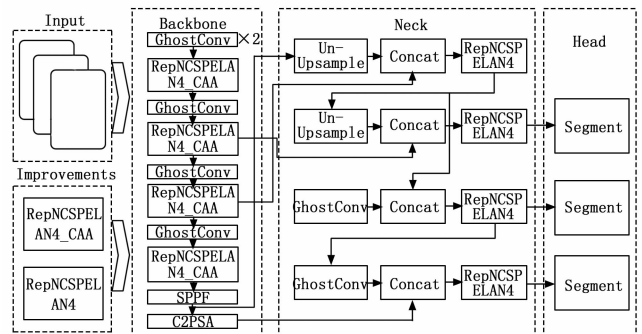 Input
Improvements
RepNCSPEL
AN4_CAA
RepNCSPEL
AN4
Backbone
GhostConv ×2
RepNCSPELA
N4_CAA
GhostConv
RepNCSPELA
N4_CAA
GhostConv
RepNCSPELA
N4_CAA
GhostConv
RepNCSPELA
N4_CAA
SPPF
C2PSA
Neck
Un-
Upsample
Concat
RepNCSP
ELAN4
Un-
Upsample
Concat
RepNCSP
ELAN4
GhostConv
Concat
RepNCSP
ELAN4
GhostConv
Concat
RepNCSP
ELAN4
Head
Segment
Segment
Segment